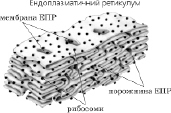 Ендоплазматичний ретикулум
мембрана ЕПР
порожнина ЕПР
рибосоми